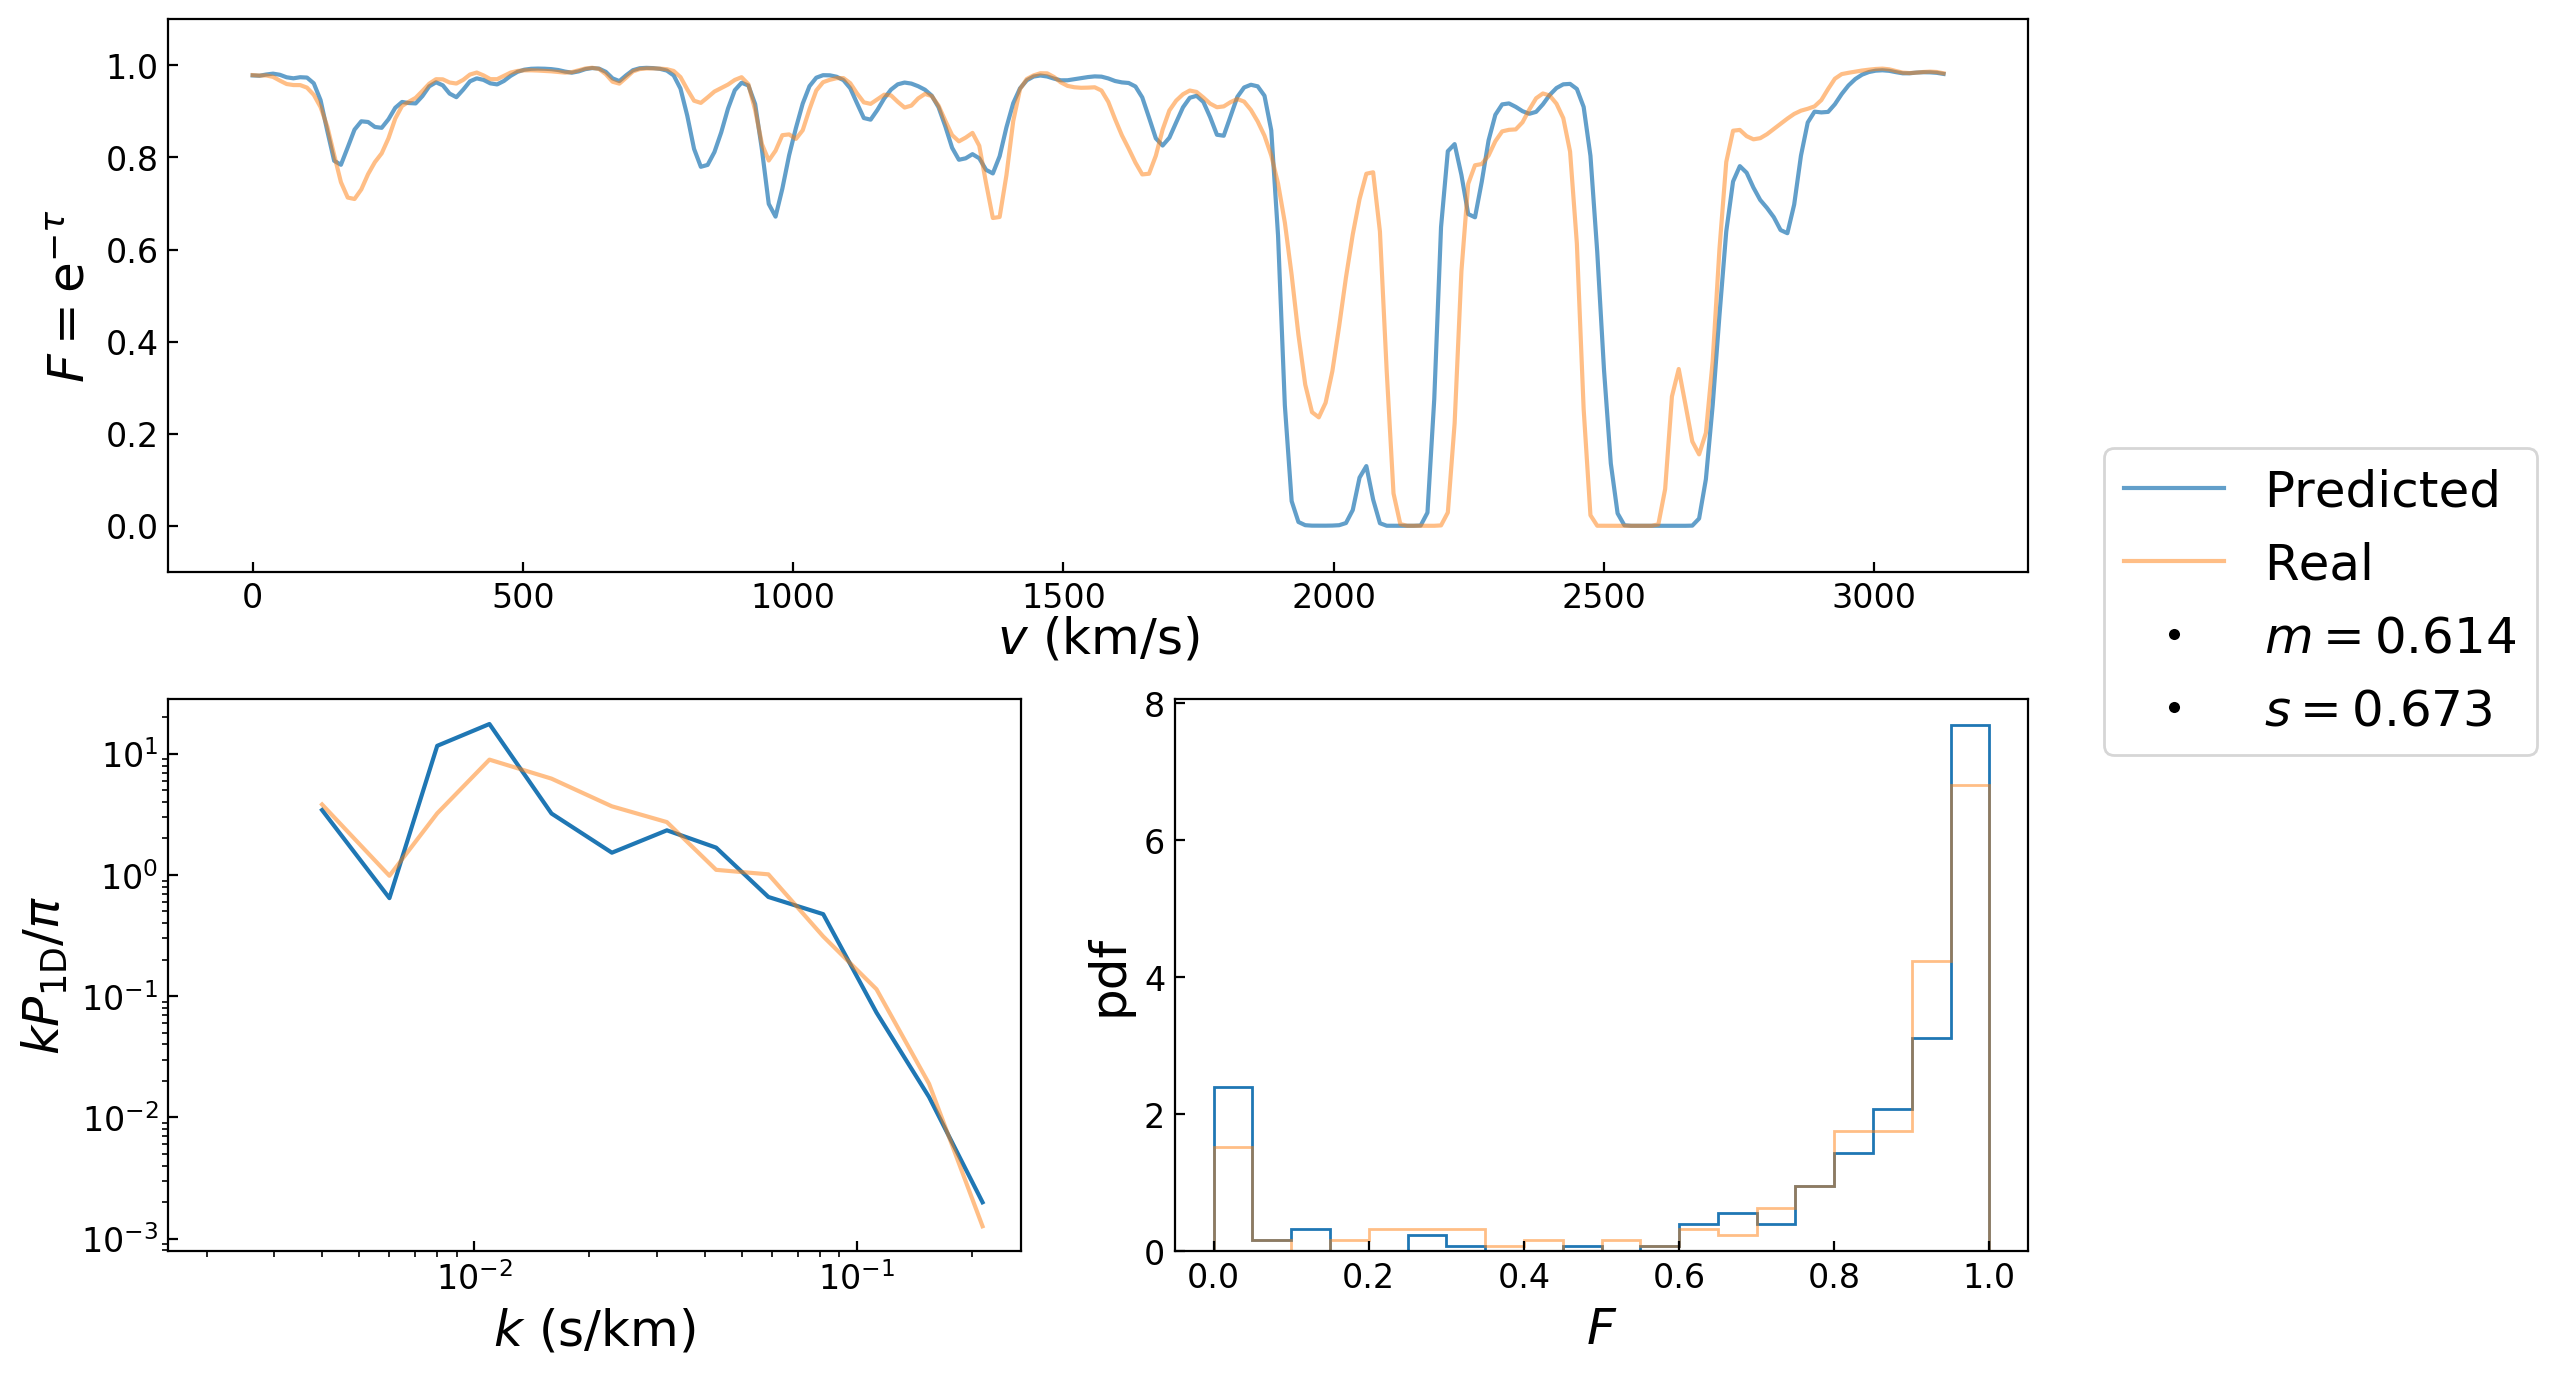 F = e^{-τ}
1.0
0.8
0.6
0.4
0.2
0.0
0 500 1000 1500 2000 2500 3000
v (km/s)
Predicted
Real
m = 0.614
s = 0.673
kP_{1D}/π
10^1
10^0
10^{-1}
10^{-2}
10^{-3}
10^{-2} 10^{-1}
k (s/km)
pdf
8
6
4
2
0
0.0 0.2 0.4 0.6 0.8 1.0
F